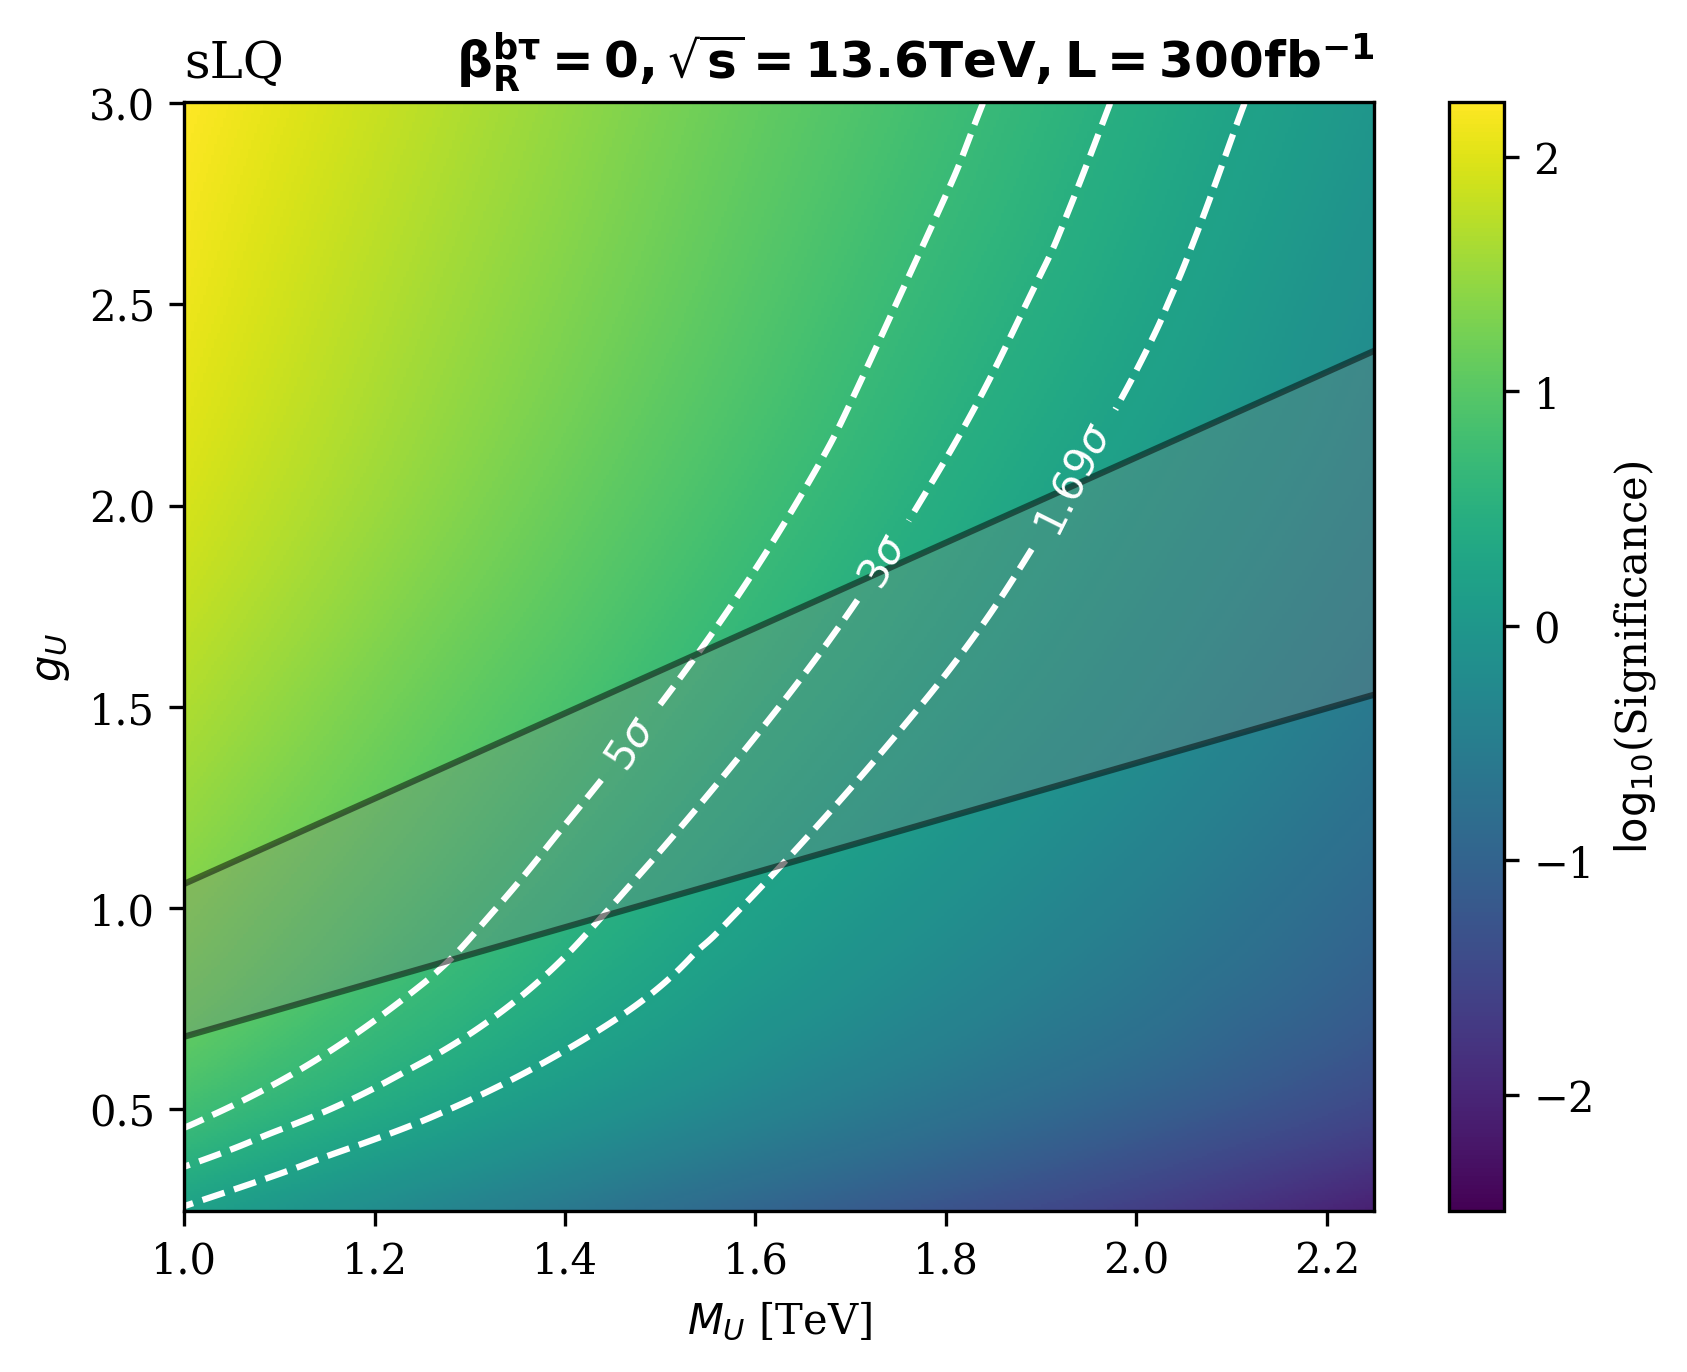 sLQ
β_R^{bτ} = 0, √s = 13.6TeV, L = 300fb⁻¹
3.0
2.5
2.0
1.5
1.0
0.5
g_U
1.0 1.2 1.4 1.6 1.8 2.0 2.2
M_U [TeV]
5σ
3σ
1.69σ
2
1
0
−1
−2
log₁₀(Significance)